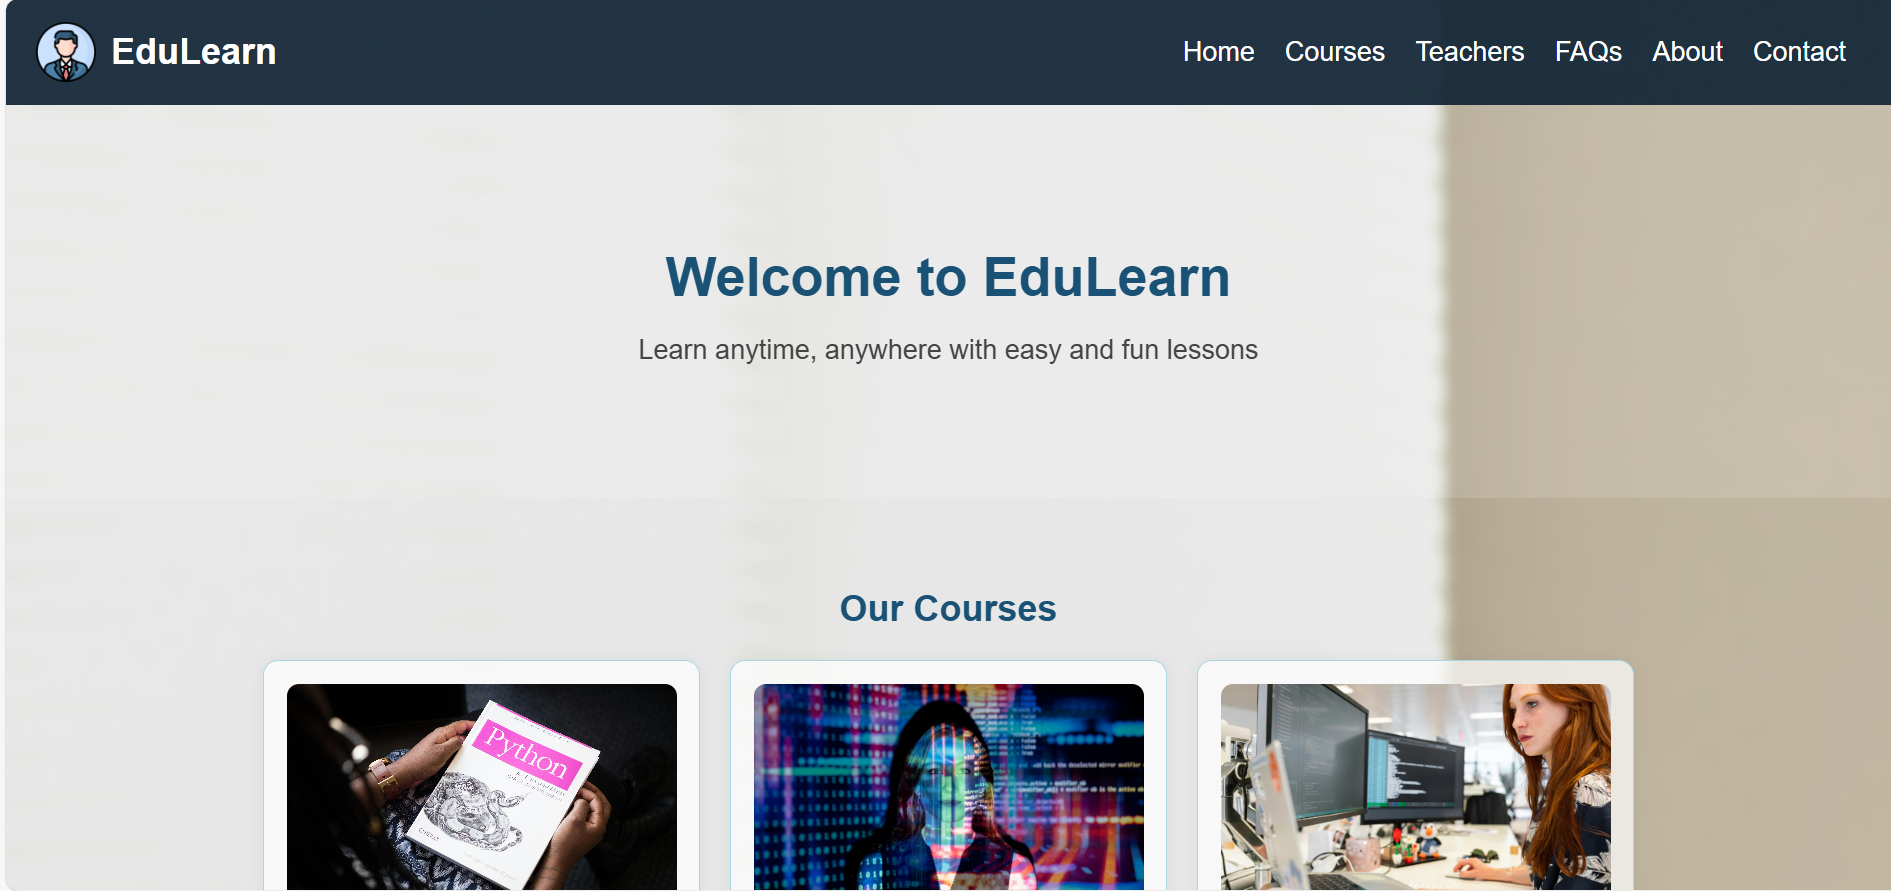 EduLearn
Home Courses Teachers FAQs About Contact
Welcome to EduLearn
Learn anytime, anywhere with easy and fun lessons
Our Courses
Python